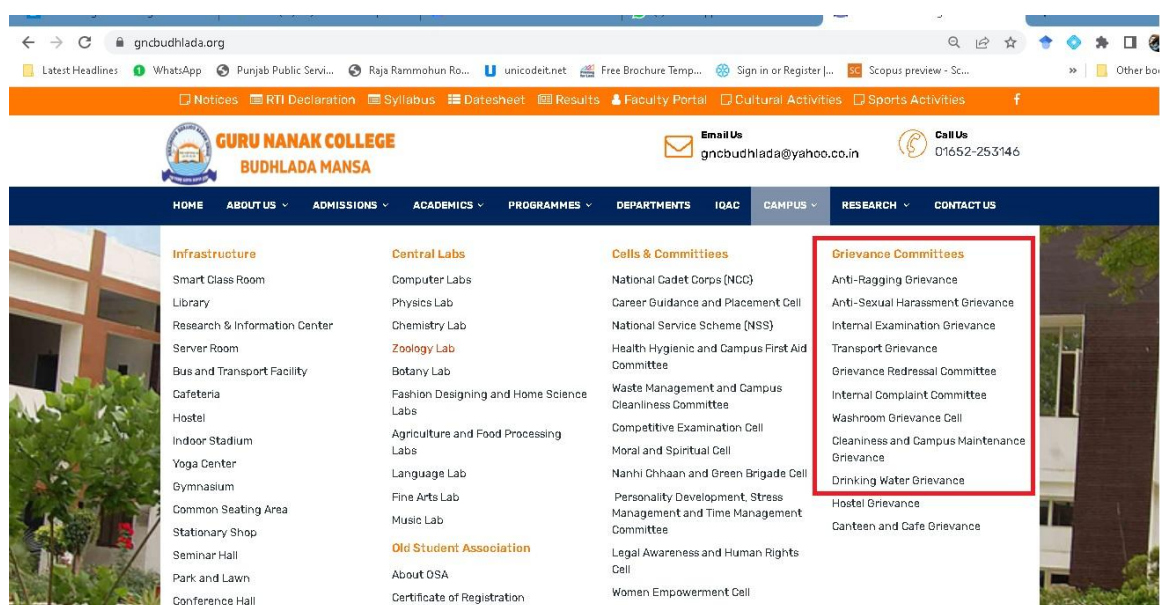 gncbudhlada.org
Latest Headlines WhatsApp Punjab Public Servi... Raja Rammohun Ro... unicodeit.net Free Brochure Temp... Sign in or Register |... Scopus preview - Sc... » Other
Notices RTI Declaration Syllabus Datesheet Results Faculty Portal Cultural Activities Sports Activities
GURU NANAK COLLEGE
BUDHLADA MANSA
Email Us
gncbudhlada@yahoo.co.in
Call Us
01652-253146
HOME ABOUT US ADMISSIONS ACADEMICS PROGRAMMES DEPARTMENTS IQAC CAMPUS RESEARCH CONTACT US
Infrastructure
Smart Class Room
Library
Research & Information Center
Server Room
Bus and Transport Facility
Cafeteria
Hostel
Indoor Stadium
Yoga Center
Gymnasium
Common Seating Area
Stationary Shop
Seminar Hall
Park and Lawn
Conference Hall
Central Labs
Computer Labs
Physics Lab
Chemistry Lab
Zoology Lab
Botany Lab
Fashion Designing and Home Science
Labs
Agriculture and Food Processing
Labs
Language Lab
Fine Arts Lab
Music Lab
Old Student Association
About OSA
Certificate of Registration
Cells & Committiees
National Cadet Corps (NCC)
Career Guidance and Placement Cell
National Service Scheme (NSS)
Health Hygienic and Campus First Aid
Committee
Waste Management and Campus
Cleanliness Committee
Competitive Examination Cell
Moral and Spiritual Cell
Nanhi Chhaan and Green Brigade Cell
Personality Development, Stress
Management and Time Management
Committee
Legal Awareness and Human Rights
Cell
Women Empowerment Cell
Grievance Committees
Anti-Ragging Grievance
Anti-Sexual Harassment Grievance
Internal Examination Grievance
Transport Grievance
Grievance Redressal Committee
Internal Complaint Committee
Washroom Grievance Cell
Cleaniness and Campus Maintenance
Grievance
Drinking Water Grievance
Hostel Grievance
Canteen and Cafe Grievance